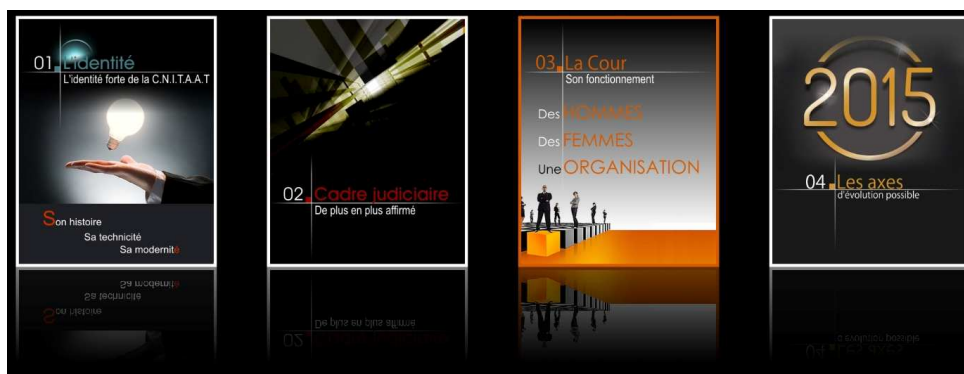 01 L'identité
L'identité forte de la C.N.I.T.A.A.T
Son histoire
Sa technicité
Sa modernité
02 Cadre judiciaire
De plus en plus affirmé
03 La Cour
Son fonctionnement
Des HOMMES
Des FEMMES
Une ORGANISATION
2015
04 Les axes
d'évolution possible